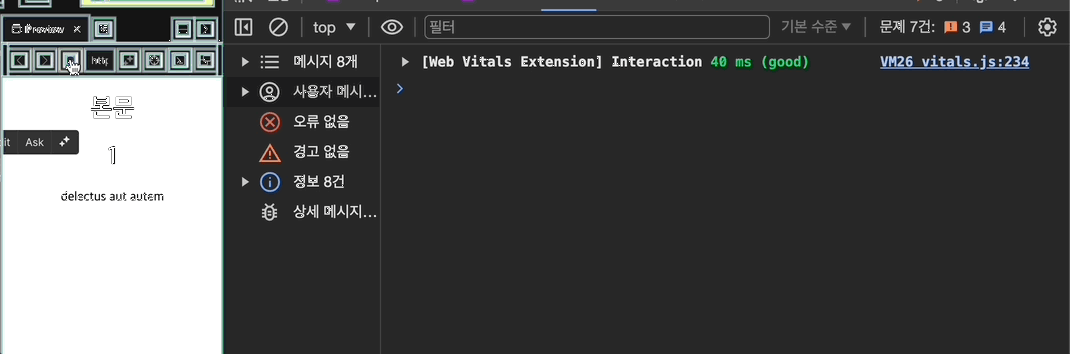 Preview
top
필터
기본 수준
문제 7건:
3
4
메시지 8개
[Web Vitals Extension] Interaction 40 ms (good)
VM26 vitals.js:234
사용자 메시...
오류 없음
경고 없음
정보 8건
상세 메시지...
본문
it Ask
1
delectus aut autem